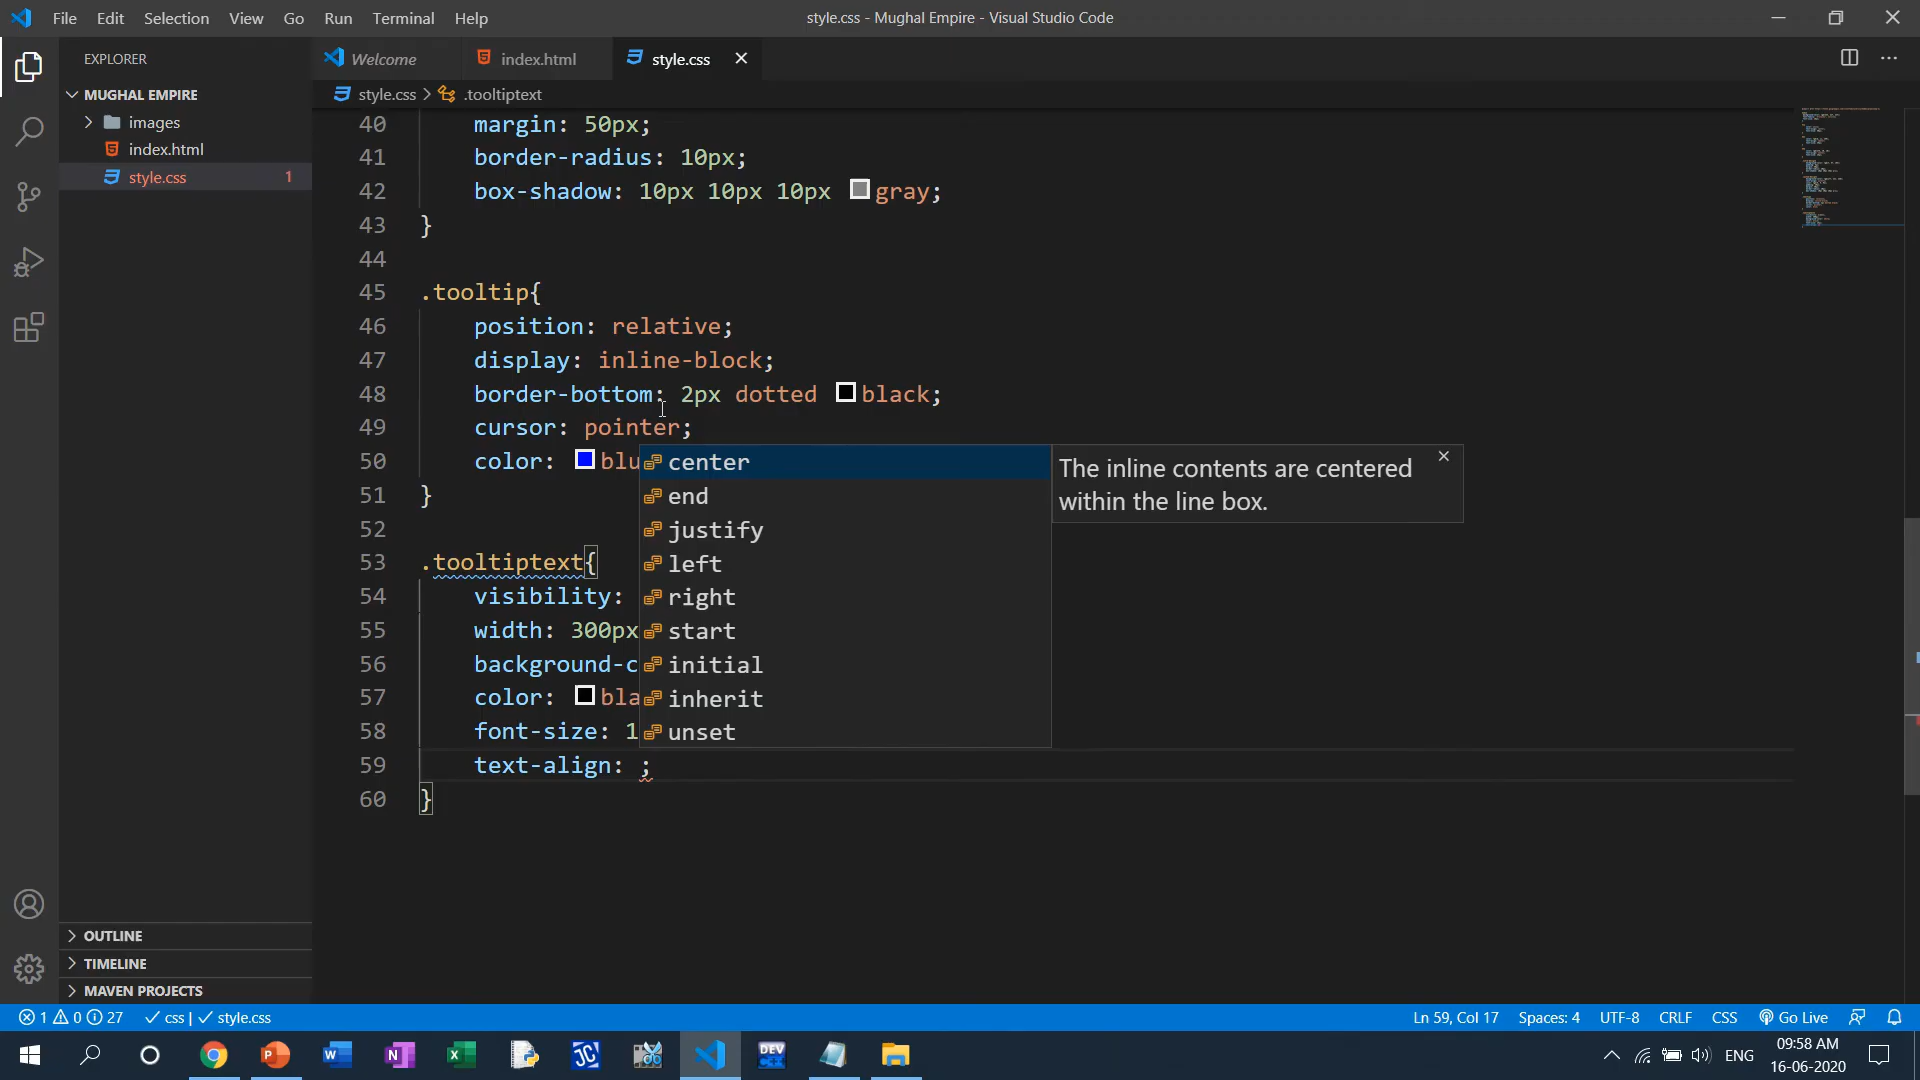 File Edit Selection View Go Run Terminal Help
style.css - Mughal Empire - Visual Studio Code
EXPLORER
Welcome
index.html
style.css
MUGHAL EMPIRE
images
index.html
style.css 1
style.css > .tooltiptext
40 margin: 50px;
41 border-radius: 10px;
42 box-shadow: 10px 10px 10px gray;
43 }
44
45 .tooltip{
46 position: relative;
47 display: inline-block;
48 border-bottom: 2px dotted black;
49 cursor: pointer;
50 color: blu
51 }
52
53 .tooltiptext{
54 visibility:
55 width: 300px
56 background-c
57 color: bla
58 font-size: 1
59 text-align: ;
60 }
center
end
justify
left
right
start
initial
inherit
unset
The inline contents are centered
within the line box.
OUTLINE
TIMELINE
MAVEN PROJECTS
1 0 27 css | style.css
Ln 59, Col 17 Spaces: 4 UTF-8 CRLF CSS Go Live
DEV
ENG
09:58 AM
16-06-2020